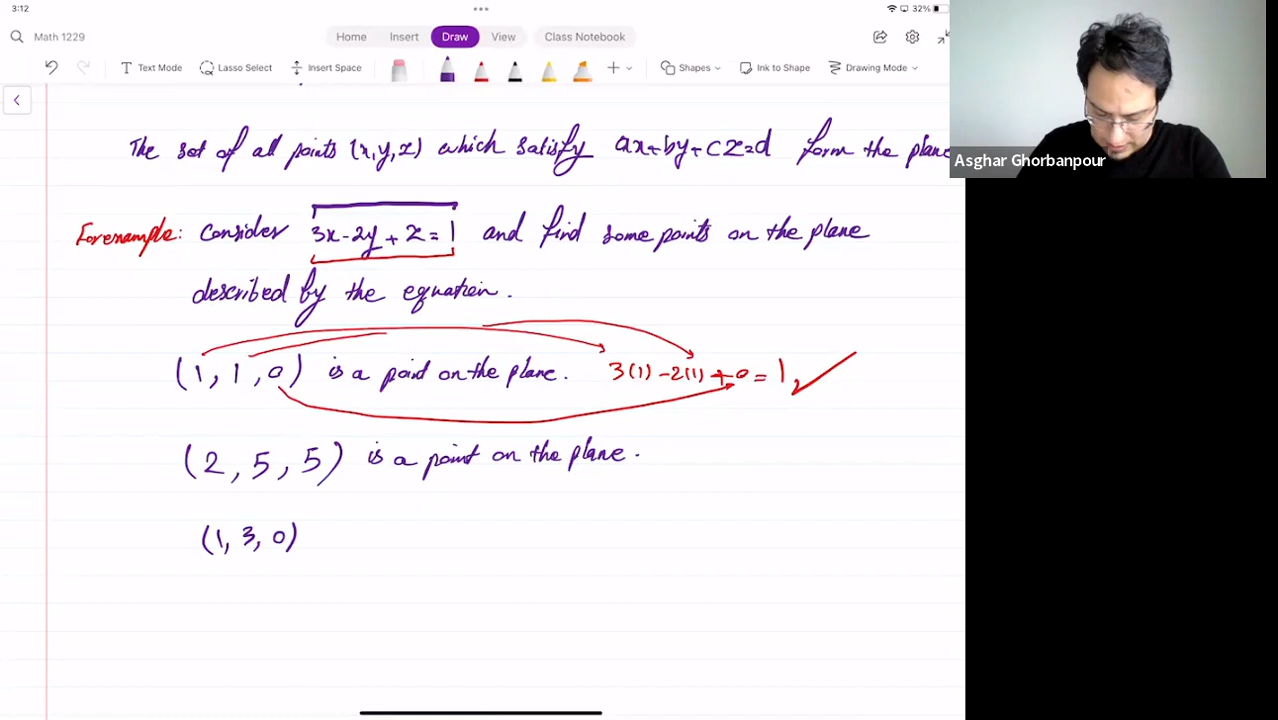 3:12
32%
Math 1229
Home Insert Draw View Class Notebook
Text Mode Lasso Select Insert Space Shapes Ink to Shape Drawing Mode
The set of all points (x,y,z) which satisfy ax+by+cz=d form the plane
Asghar Ghorbanpour
For example: Consider 3x-2y+z=1 and find some points on the plane
described by the equation.
(1, 1, 0) is a point on the plane. 3(1)-2(1)+0=1,
(2, 5, 5) is a point on the plane.
(1, 3, 0)